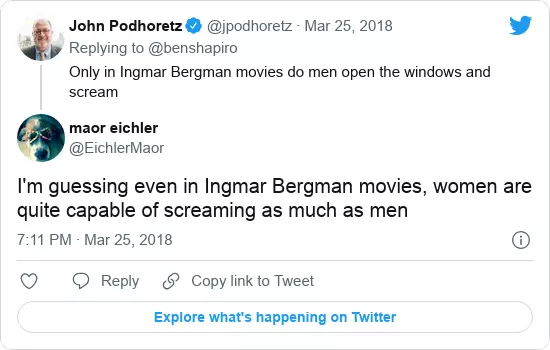 John Podhoretz @jpodhoretz · Mar 25, 2018
Replying to @benshapiro
Only in Ingmar Bergman movies do men open the windows and
scream
maor eichler
@EichlerMaor
I'm guessing even in Ingmar Bergman movies, women are
quite capable of screaming as much as men
7:11 PM · Mar 25, 2018
Reply Copy link to Tweet
Explore what's happening on Twitter